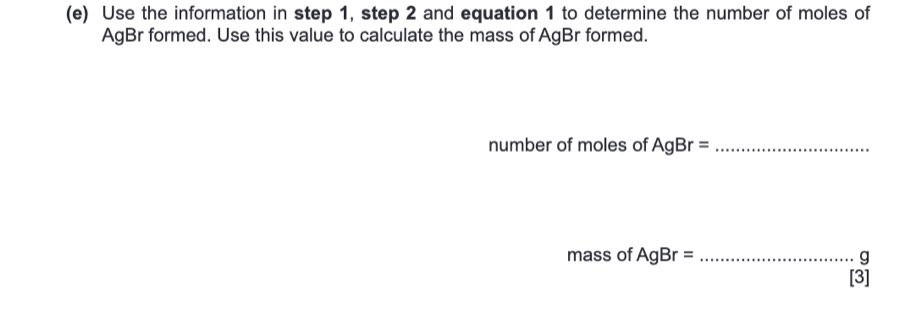 (e) Use the information in step 1, step 2 and equation 1 to determine the number of moles of
AgBr formed. Use this value to calculate the mass of AgBr formed.
number of moles of AgBr = ..............................
mass of AgBr = .............................. g
[3]